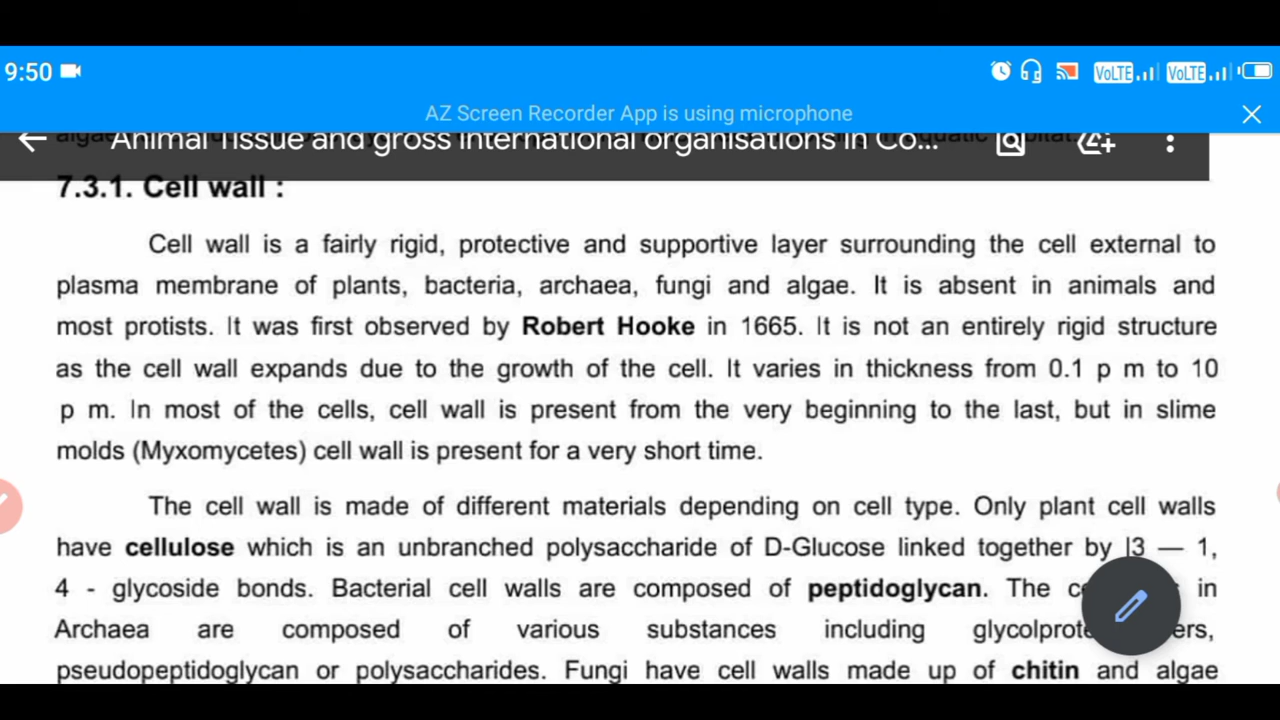 9:50 VoLTE VoLTE
AZ Screen Recorder App is using microphone
Animal Tissue and gross International organisations in Co...
7.3.1. Cell wall :
Cell wall is a fairly rigid, protective and supportive layer surrounding the cell external to
plasma membrane of plants, bacteria, archaea, fungi and algae. It is absent in animals and
most protists. It was first observed by Robert Hooke in 1665. It is not an entirely rigid structure
as the cell wall expands due to the growth of the cell. It varies in thickness from 0.1 p m to 10
p m. In most of the cells, cell wall is present from the very beginning to the last, but in slime
molds (Myxomycetes) cell wall is present for a very short time.
The cell wall is made of different materials depending on cell type. Only plant cell walls
have cellulose which is an unbranched polysaccharide of D-Glucose linked together by |3 — 1,
4 - glycoside bonds. Bacterial cell walls are composed of peptidoglycan. The in
Archaea are composed of various substances including
pseudopeptidoglycan or polysaccharides. Fungi have cell walls made up of chitin and algae